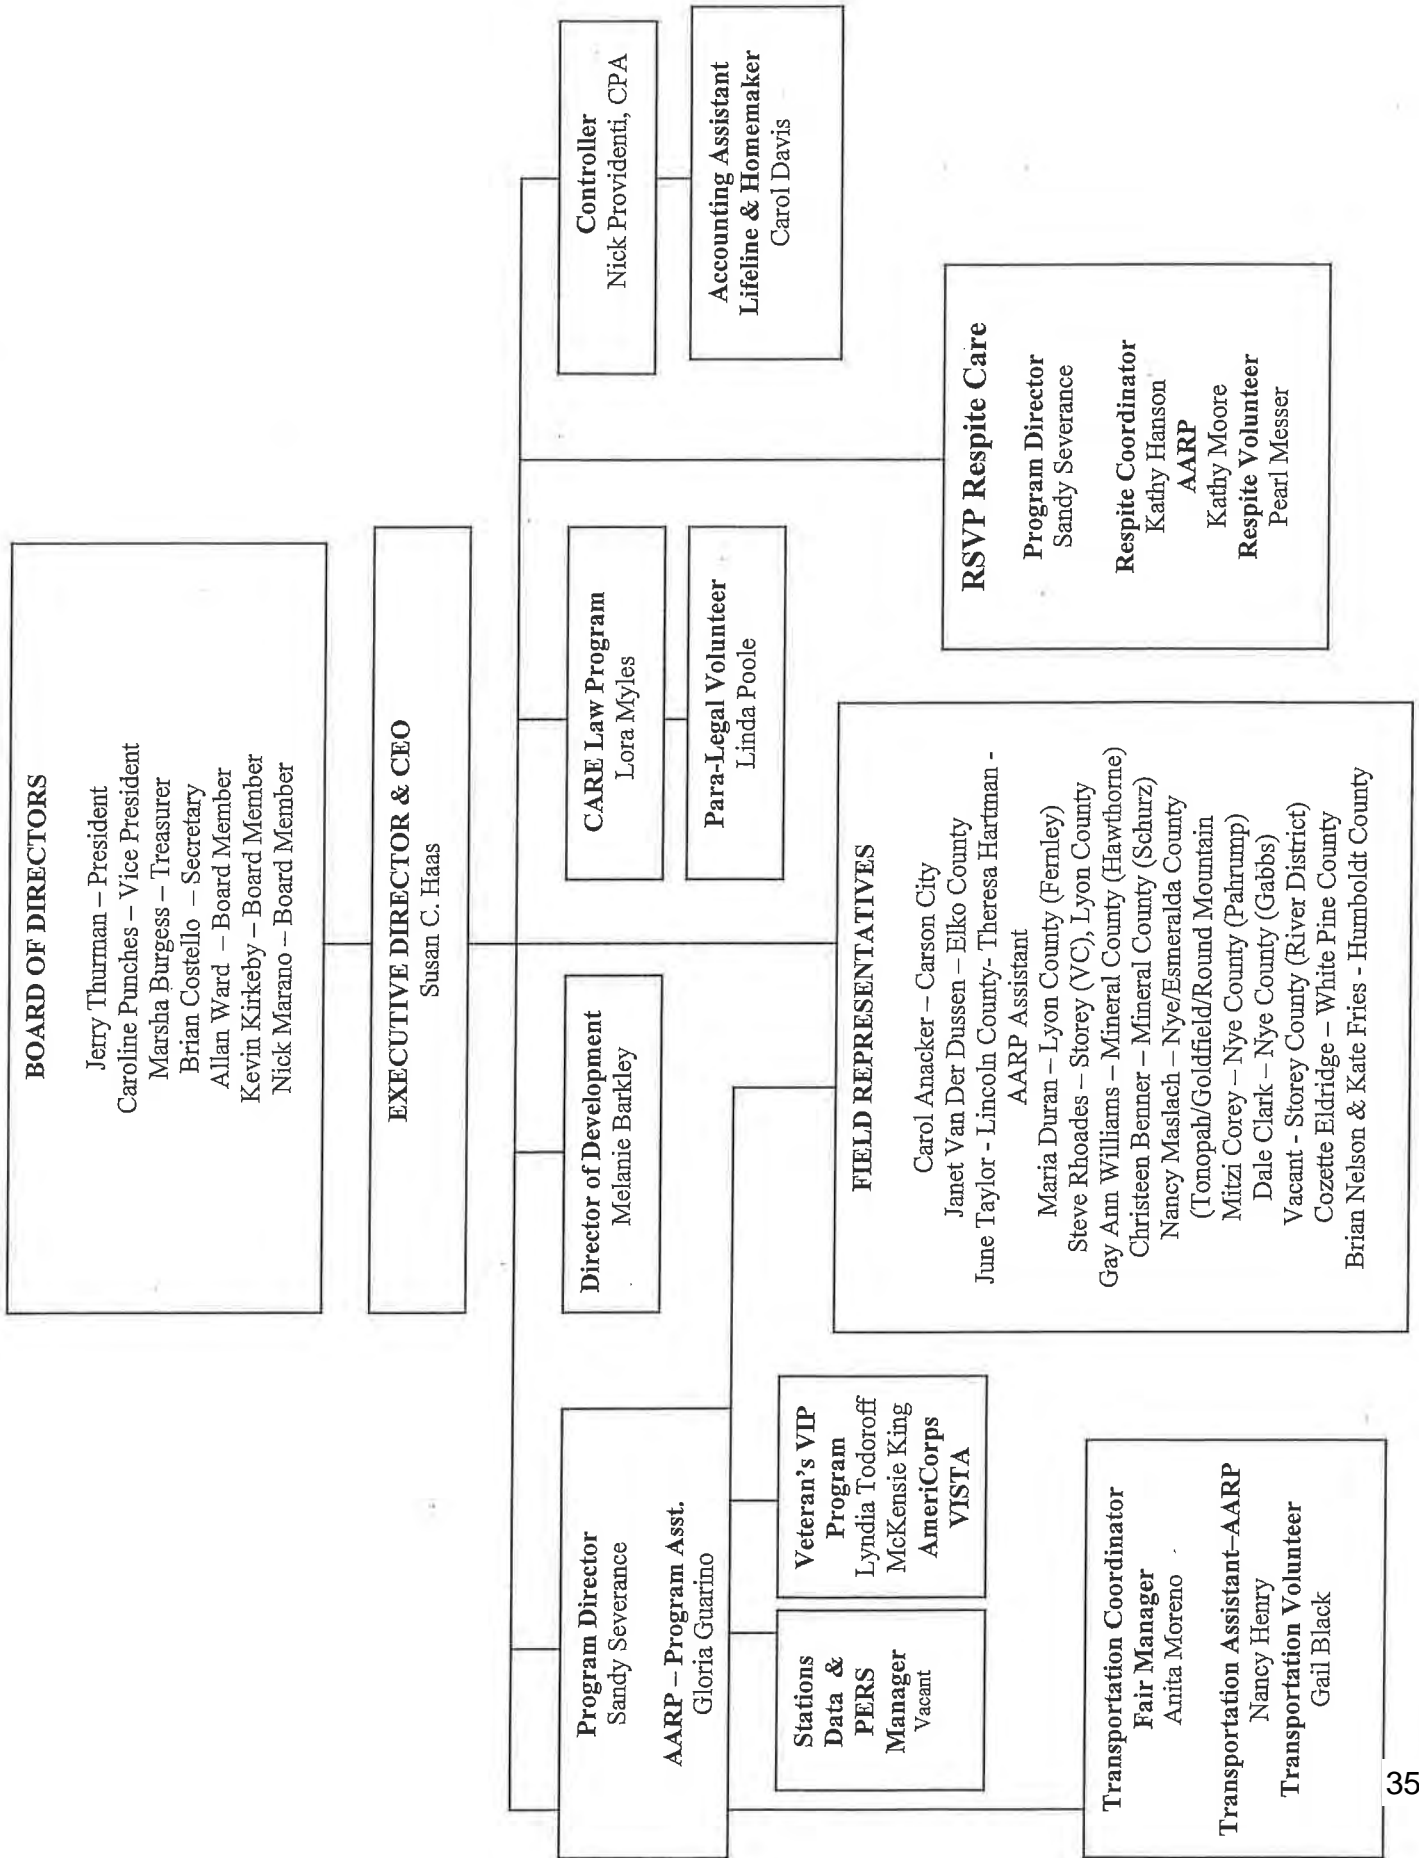 BOARD OF DIRECTORS
Jerry Thurman – President
Caroline Punches – Vice President
Marsha Burgess – Treasurer
Brian Costello – Secretary
Allan Ward – Board Member
Kevin Kirkeby – Board Member
Nick Marano – Board Member
EXECUTIVE DIRECTOR & CEO
Susan C. Haas
Program Director
Sandy Severance
AARP – Program Asst.
Gloria Guarino
Director of Development
Melanie Barkley
CARE Law Program
Lora Myles
Para-Legal Volunteer
Linda Poole
Controller
Nick Providenti, CPA
Accounting Assistant
Lifeline & Homemaker
Carol Davis
Stations
Data &
PERS
Manager
Vacant
Veteran's VIP
Program
Lyndia Todoroff
McKensie King
AmeriCorps
VISTA
FIELD REPRESENTATIVES
Carol Anacker – Carson City
Janet Van Der Dussen – Elko County
June Taylor - Lincoln County- Theresa Hartman -
AARP Assistant
Maria Duran – Lyon County (Fernley)
Steve Rhoades – Storey (VC), Lyon County
Gay Ann Williams – Mineral County (Hawthorne)
Christeen Benner – Mineral County (Schurz)
Nancy Maslach – Nye/Esmeralda County
(Tonopah/Goldfield/Round Mountain
Mitzi Corey – Nye County (Pahrump)
Dale Clark – Nye County (Gabbs)
Vacant - Storey County (River District)
Cozette Eldridge – White Pine County
Brian Nelson & Kate Fries - Humboldt County
RSVP Respite Care
Program Director
Sandy Severance
Respite Coordinator
Kathy Hanson
AARP
Kathy Moore
Respite Volunteer
Pearl Messer
Transportation Coordinator
Fair Manager
Anita Moreno
Transportation Assistant–AARP
Nancy Henry
Transportation Volunteer
Gail Black
35